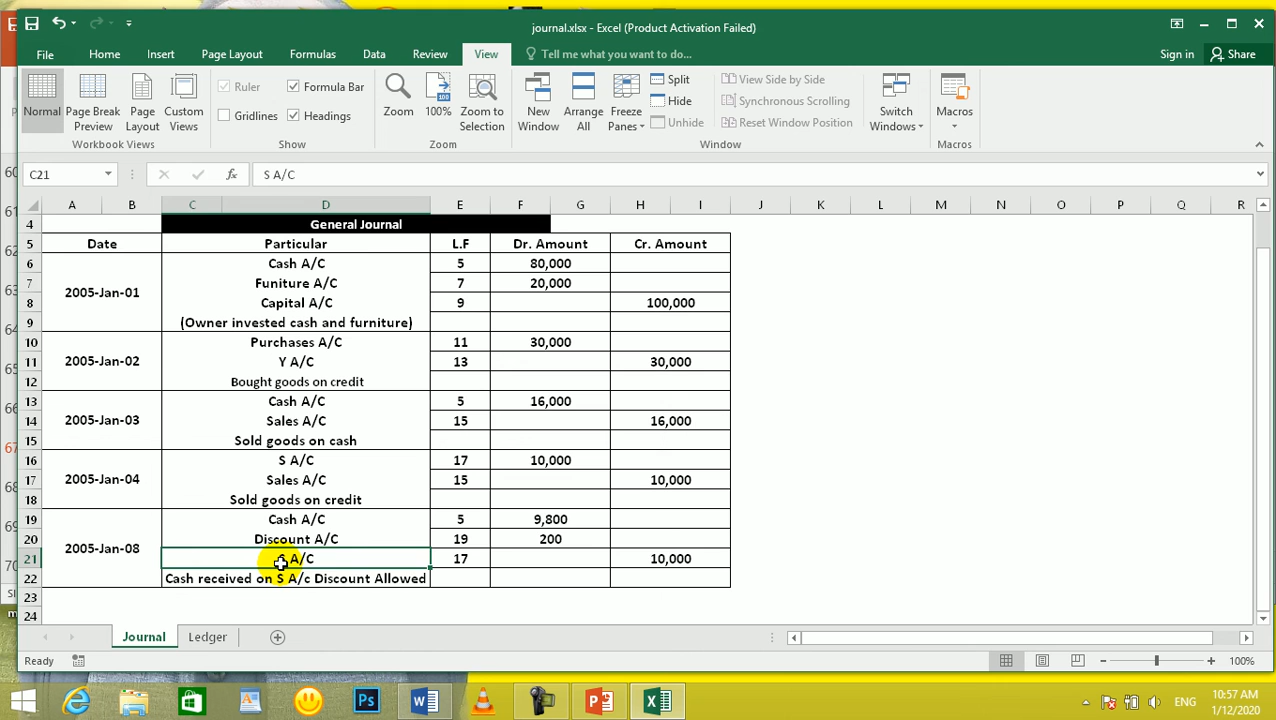 journal.xlsx - Excel (Product Activation Failed)
File Home Insert Page Layout Formulas Data Review View Tell me what you want to do... Sign in Share
Normal Page Break Preview Page Layout Custom Views
Workbook Views
Ruler Formula Bar
Gridlines Headings
Show
Zoom 100% Zoom to Selection
Zoom
New Window Arrange All Freeze Panes
Split
Hide
Unhide
View Side by Side
Synchronous Scrolling
Reset Window Position
Window
Switch Windows
Macros
Macros
C21 fx S A/C
A B C D E F G H I J K L M N O P Q R
4 General Journal
5 Date Particular L.F Dr. Amount Cr. Amount
6 Cash A/C 5 80,000
7 2005-Jan-01 Funiture A/C 7 20,000
8 Capital A/C 9 100,000
9 (Owner invested cash and furniture)
10 Purchases A/C 11 30,000
11 2005-Jan-02 Y A/C 13 30,000
12 Bought goods on credit
13 Cash A/C 5 16,000
14 2005-Jan-03 Sales A/C 15 16,000
15 Sold goods on cash
16 S A/C 17 10,000
17 2005-Jan-04 Sales A/C 15 10,000
18 Sold goods on credit
19 Cash A/C 5 9,800
20 2005-Jan-08 Discount A/C 19 200
21 S A/C 17 10,000
22 Cash received on S A/c Discount Allowed
23
24
Journal Ledger
Ready 100%
ENG 10:57 AM
1/12/2020